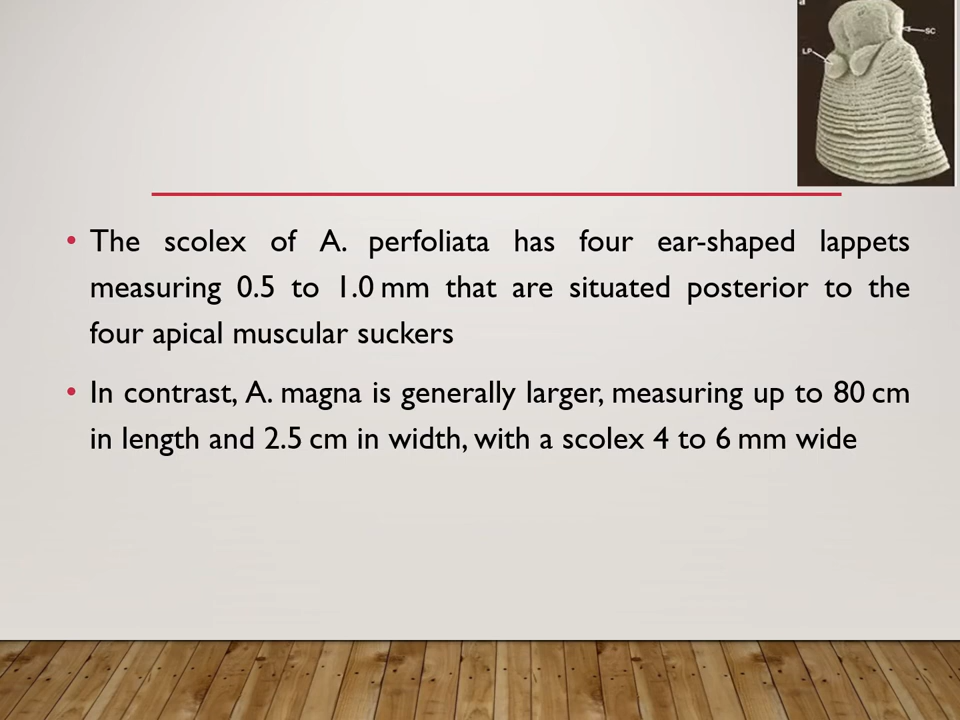 a
SC
LP
• The scolex of A. perfoliata has four ear-shaped lappets
measuring 0.5 to 1.0 mm that are situated posterior to the
four apical muscular suckers
• In contrast, A. magna is generally larger, measuring up to 80 cm
in length and 2.5 cm in width, with a scolex 4 to 6 mm wide